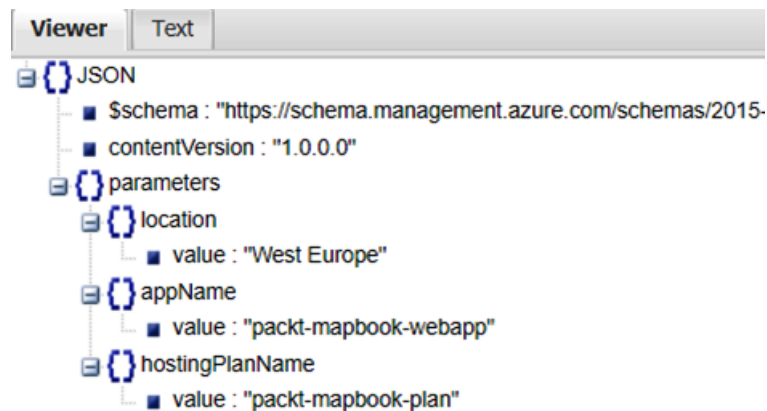 Viewer Text
{} JSON
$schema : "https://schema.management.azure.com/schemas/2015-
contentVersion : "1.0.0.0"
{} parameters
{} location
value : "West Europe"
{} appName
value : "packt-mapbook-webapp"
{} hostingPlanName
value : "packt-mapbook-plan"